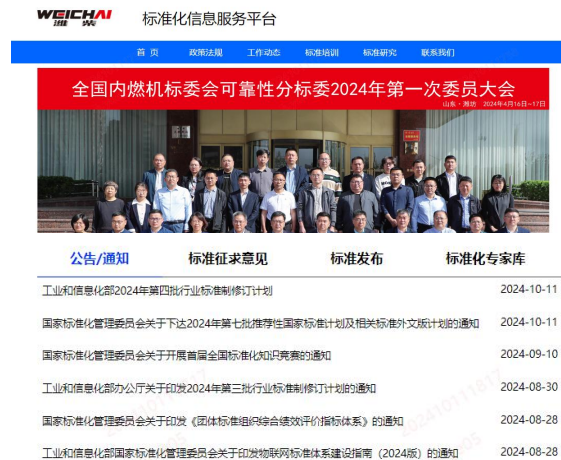 WEICHAI
潍 柴
标准化信息服务平台
首 页 政策法规 工作动态 标准培训 标准研究 联系我们
全国内燃机标委会可靠性分标委2024年第一次委员大会
山东·潍坊 2024年4月16日~17日
公告/通知 标准征求意见 标准发布 标准化专家库
工业和信息化部2024年第四批行业标准制修订计划 2024-10-11
国家标准化管理委员会关于下达2024年第七批推荐性国家标准计划及相关标准外文版计划的通知 2024-10-11
国家标准化管理委员会关于开展首届全国标准化知识竞赛的通知 2024-09-10
工业和信息化部办公厅关于印发2024年第三批行业标准制修订计划的通知 2024-08-30
国家标准化管理委员会关于印发《团体标准组织综合绩效评价指标体系》的通知 2024-08-28
工业和信息化部国家标准化管理委员会关于印发物联网标准体系建设指南（2024版）的通知 2024-08-28